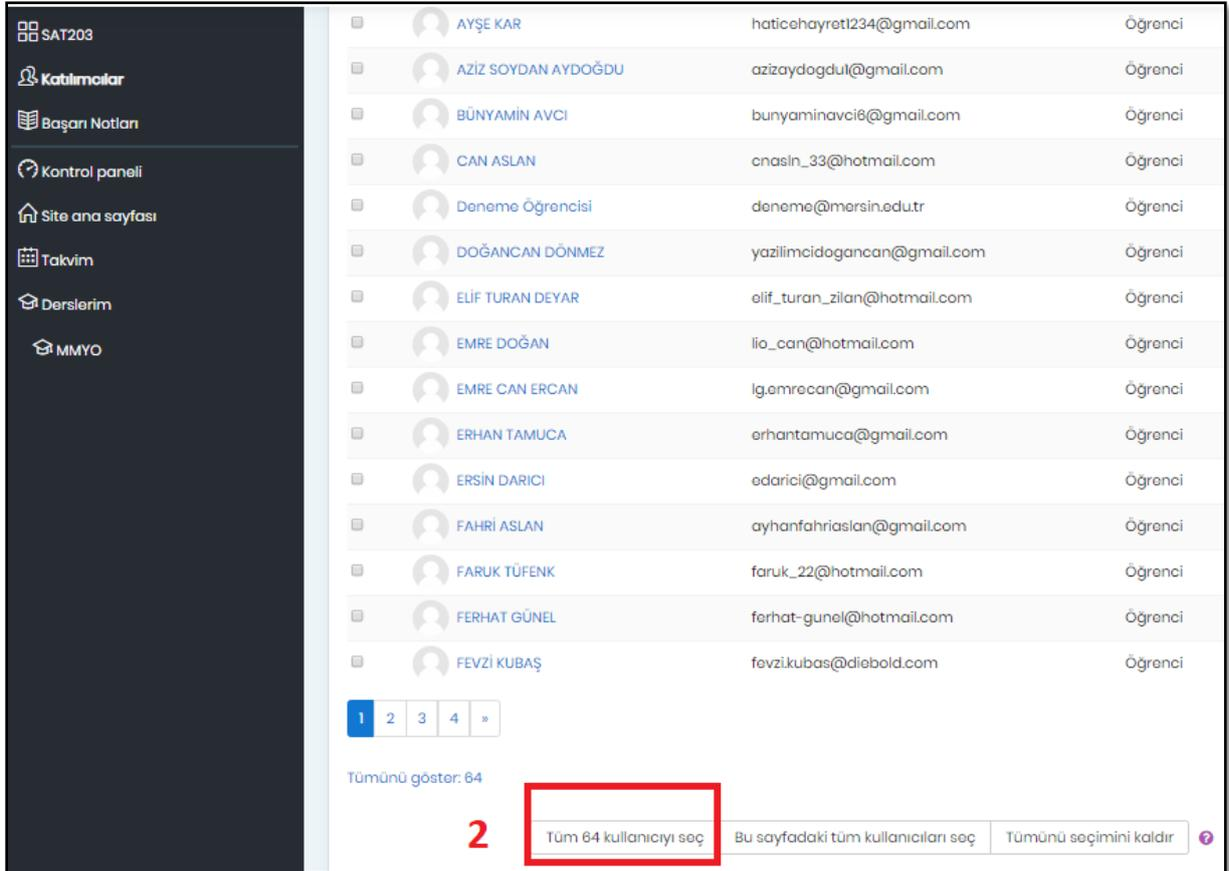 SAT203
Katılımcılar
Başarı Notları
Kontrol paneli
Site ana sayfası
Takvim
Derslerim
MMYO
AYŞE KAR haticehayret1234@gmail.com Öğrenci
AZİZ SOYDAN AYDOĞDU azizaydogdu1@gmail.com Öğrenci
BÜNYAMİN AVCI bunyaminavci6@gmail.com Öğrenci
CAN ASLAN cnasln_33@hotmail.com Öğrenci
Deneme Öğrencisi deneme@mersin.edu.tr Öğrenci
DOĞANCAN DÖNMEZ yazilimcidogancan@gmail.com Öğrenci
ELİF TURAN DEYAR elif_turan_zilan@hotmail.com Öğrenci
EMRE DOĞAN lio_can@hotmail.com Öğrenci
EMRE CAN ERCAN lg.emrecan@gmail.com Öğrenci
ERHAN TAMUCA erhantamuca@gmail.com Öğrenci
ERSİN DARICI edarici@gmail.com Öğrenci
FAHRİ ASLAN ayhanfahriaslan@gmail.com Öğrenci
FARUK TÜFENK faruk_22@hotmail.com Öğrenci
FERHAT GÜNEL ferhat-gunel@hotmail.com Öğrenci
FEVZİ KUBAŞ fevzi.kubas@diebold.com Öğrenci
1 2 3 4 »
Tümünü göster: 64
2 Tüm 64 kullanıcıyı seç Bu sayfadaki tüm kullanıcıları seç Tümünü seçimini kaldır ?